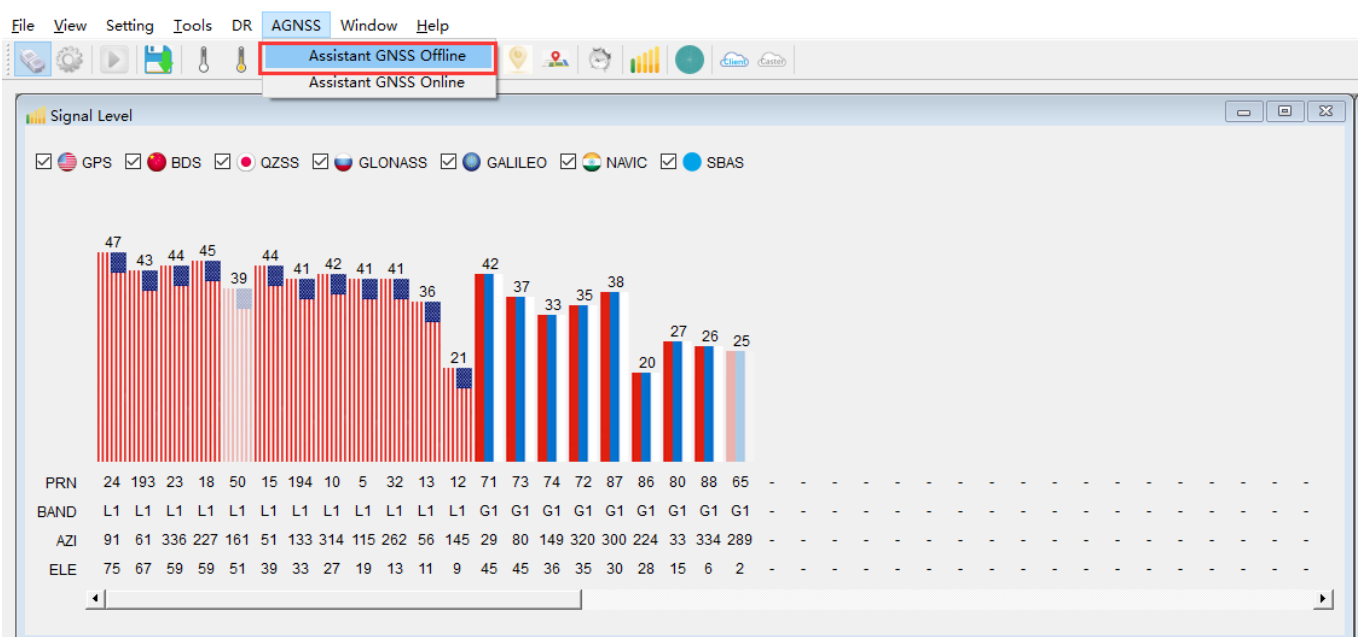 File View Setting Tools DR AGNSS Window Help
Assistant GNSS Offline
Client Caster
Assistant GNSS Online
Signal Level
GPS BDS QZSS GLONASS GALILEO NAVIC SBAS
47 43 44 45 39 44 41 42 41 41 36 21 42 37 33 35 38 20 27 26 25
PRN 24 193 23 18 50 15 194 10 5 32 13 12 71 73 74 72 87 86 80 88 65 - - - - - - - - - - - - - - - - - -
BAND L1 L1 L1 L1 L1 L1 L1 L1 L1 L1 L1 L1 G1 G1 G1 G1 G1 G1 G1 G1 G1 - - - - - - - - - - - - - - - - - -
AZI 91 61 336 227 161 51 133 314 115 262 56 145 29 80 149 320 300 224 33 334 289 - - - - - - - - - - - - - - - - - -
ELE 75 67 59 59 51 39 33 27 19 13 11 9 45 45 36 35 30 28 15 6 2 - - - - - - - - - - - - - - - - - -